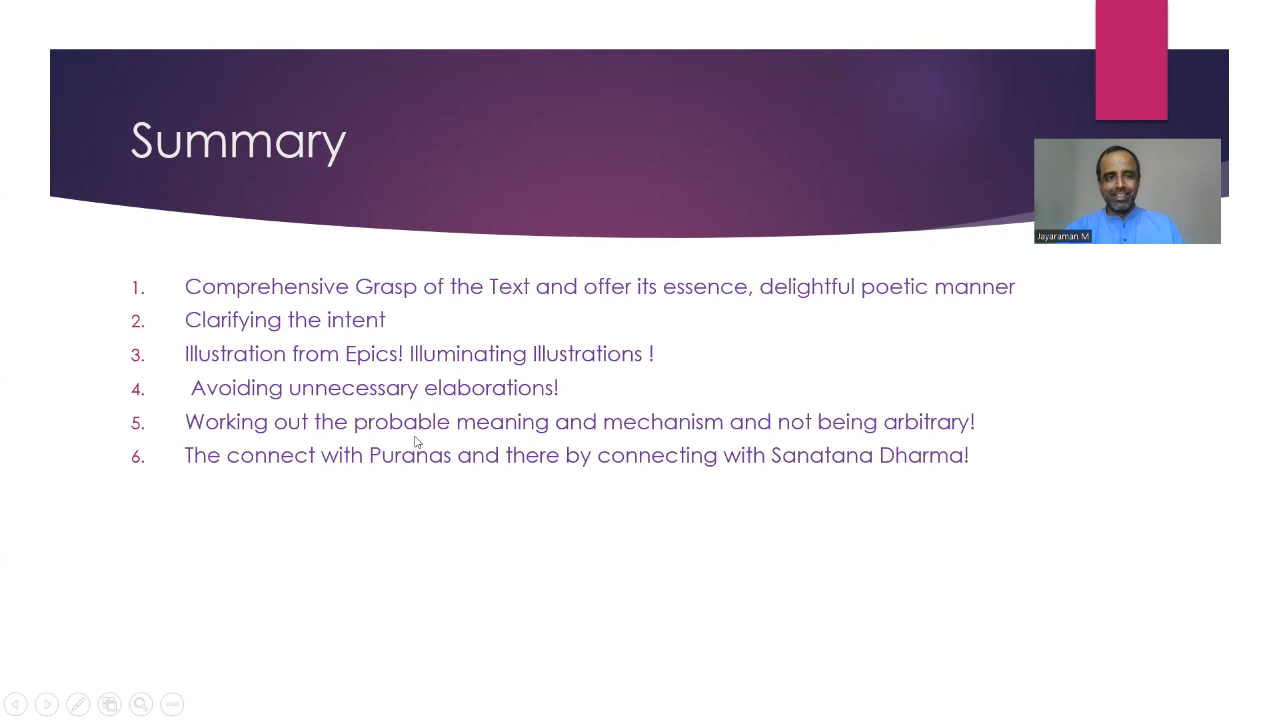 Summary
Jayaraman M
1. Comprehensive Grasp of the Text and offer its essence, delightful poetic manner
2. Clarifying the intent
3. Illustration from Epics! Illuminating Illustrations !
4. Avoiding unnecessary elaborations!
5. Working out the probable meaning and mechanism and not being arbitrary!
6. The connect with Puranas and there by connecting with Sanatana Dharma!